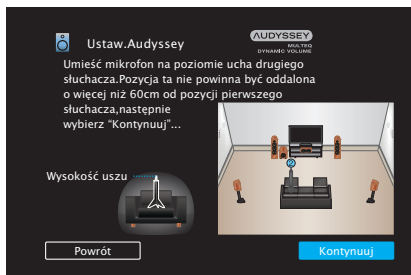 Ustaw.Audyssey
AUDYSSEY
MULTEQ
DYNAMIC VOLUME
Umieść mikrofon na poziomie ucha drugiego
słuchacza.Pozycja ta nie powinna być oddalona
o więcej niż 60cm od pozycji pierwszego
słuchacza,następnie
wybierz “Kontynuuj”...
Wysokość uszu
2
Powrót
Kontynuuj